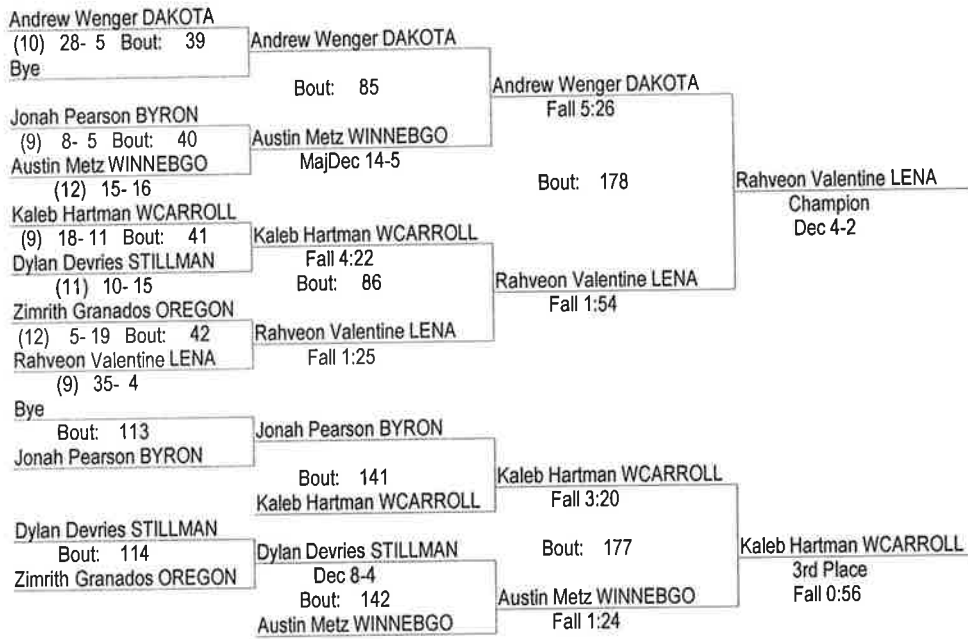 Andrew Wenger DAKOTA
(10) 28- 5 Bout: 39
Bye
Andrew Wenger DAKOTA
Bout: 85
Jonah Pearson BYRON
(9) 8- 5 Bout: 40
Austin Metz WINNEBGO
(12) 15- 16
Austin Metz WINNEBGO
MajDec 14-5
Andrew Wenger DAKOTA
Fall 5:26
Bout: 178
Kaleb Hartman WCARROLL
(9) 18- 11 Bout: 41
Dylan Devries STILLMAN
(11) 10- 15
Kaleb Hartman WCARROLL
Fall 4:22
Bout: 86
Zimrith Granados OREGON
(12) 5- 19 Bout: 42
Rahveon Valentine LENA
(9) 35- 4
Rahveon Valentine LENA
Fall 1:25
Rahveon Valentine LENA
Fall 1:54
Rahveon Valentine LENA
Champion
Dec 4-2
Bye
Bout: 113
Jonah Pearson BYRON
Jonah Pearson BYRON
Bout: 141
Kaleb Hartman WCARROLL
Kaleb Hartman WCARROLL
Fall 3:20
Bout: 177
Dylan Devries STILLMAN
Bout: 114
Zimrith Granados OREGON
Dylan Devries STILLMAN
Dec 8-4
Bout: 142
Austin Metz WINNEBGO
Austin Metz WINNEBGO
Fall 1:24
Kaleb Hartman WCARROLL
3rd Place
Fall 0:56